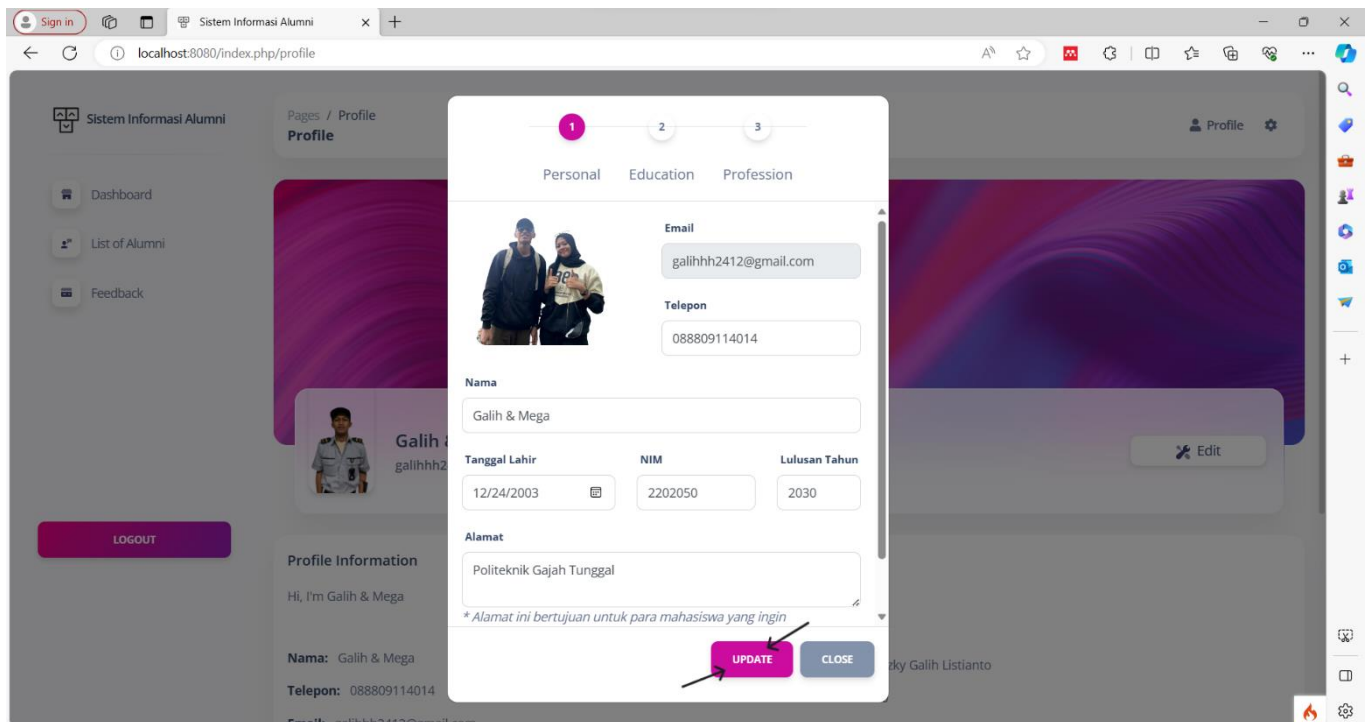 Sign in
Sistem Informasi Alumni
localhost:8080/index.php/profile
Sistem Informasi Alumni
Pages / Profile
Profile
Profile
Dashboard
List of Alumni
Feedback
LOGOUT
Galih &
galihhh2
Edit
Profile Information
Hi, I'm Galih & Mega
Nama: Galih & Mega
zky Galih Listianto
Telepon: 088809114014
1 2 3
Personal Education Profession
Email
galihhh2412@gmail.com
Telepon
088809114014
Nama
Galih & Mega
Tanggal Lahir NIM Lulusan Tahun
12/24/2003 2202050 2030
Alamat
Politeknik Gajah Tunggal
* Alamat ini bertujuan untuk para mahasiswa yang ingin
UPDATE CLOSE